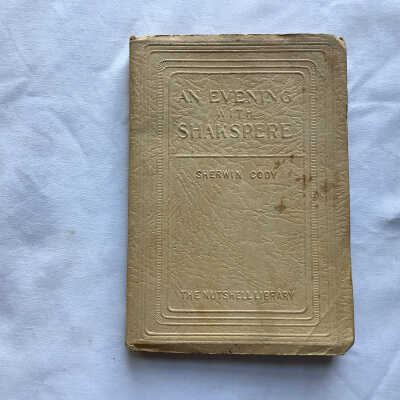 AN EVENING
WITH
SHAKSPERE
SHERWIN CODY
THE NUTSHELL LIBRARY